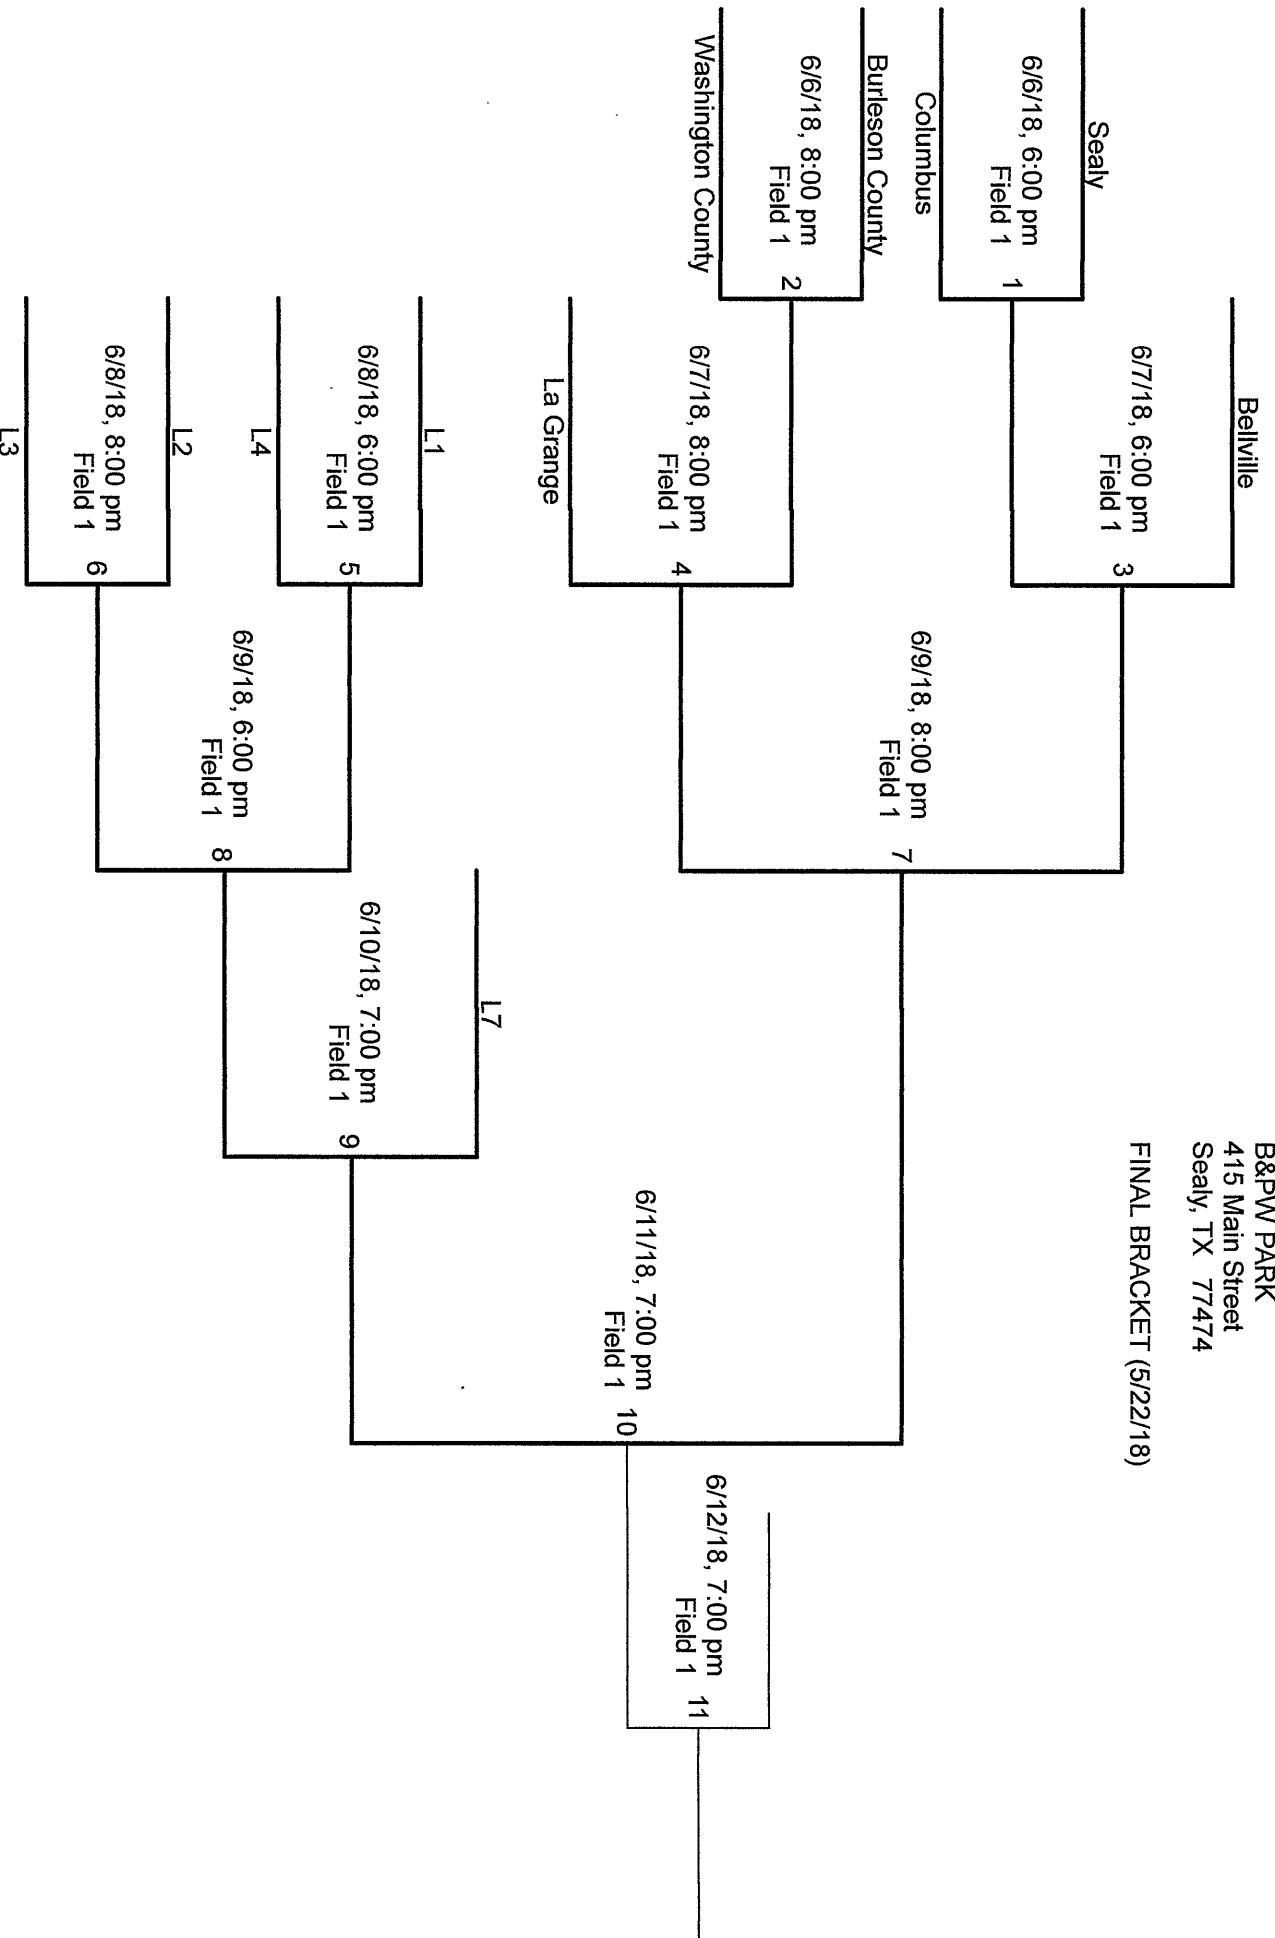 B&PW PARK
415 Main Street
Sealy, TX 77474
FINAL BRACKET (5/22/18)
Bellville
6/7/18, 6:00 pm
Field 1
3
Sealy
6/6/18, 6:00 pm
Field 1
1
Columbus
6/9/18, 8:00 pm
Field 1
7
Burleson County
6/6/18, 8:00 pm
Field 1
2
Washington County
6/7/18, 8:00 pm
Field 1
4
La Grange
6/12/18, 7:00 pm
Field 1
11
6/11/18, 7:00 pm
Field 1
10
L7
6/10/18, 7:00 pm
Field 1
9
L1
6/8/18, 6:00 pm
Field 1
5
L4
6/9/18, 6:00 pm
Field 1
8
L2
6/8/18, 8:00 pm
Field 1
6
L3